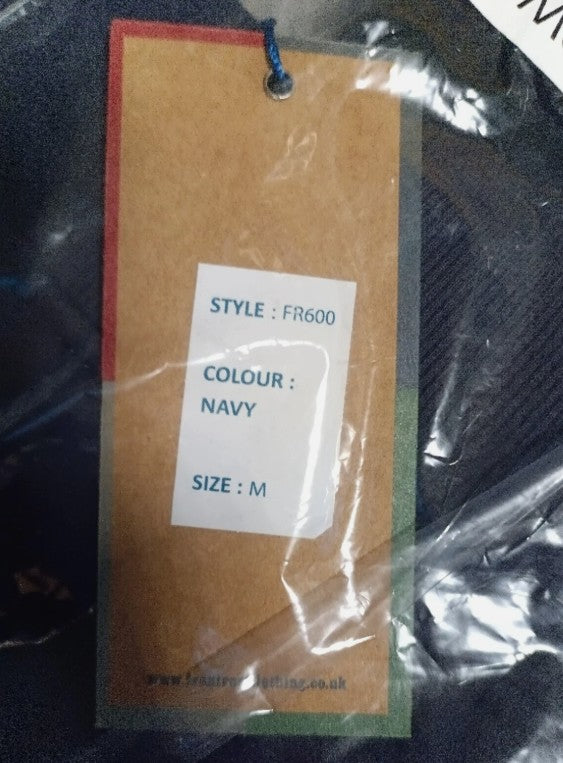 STYLE : FR600
COLOUR :
NAVY
SIZE : M